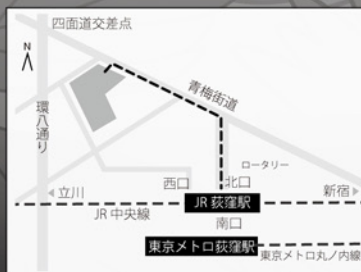 四面道交差点
N
青梅街道
環八通り
ロータリー
西口
北口
立川
新宿
JR 荻窪駅
JR 中央線
南口
東京メトロ荻窪駅
東京メトロ丸ノ内線